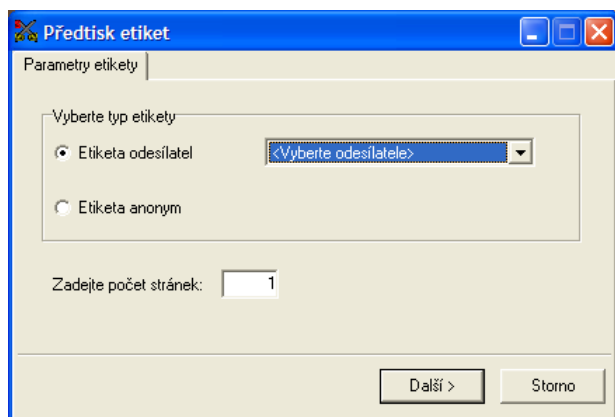 Předtisk etiket
Parametry etikety
Vyberte typ etikety
Etiketa odesílatel
<Vyberte odesílatele>
Etiketa anonym
Zadejte počet stránek: 1
Další >
Storno